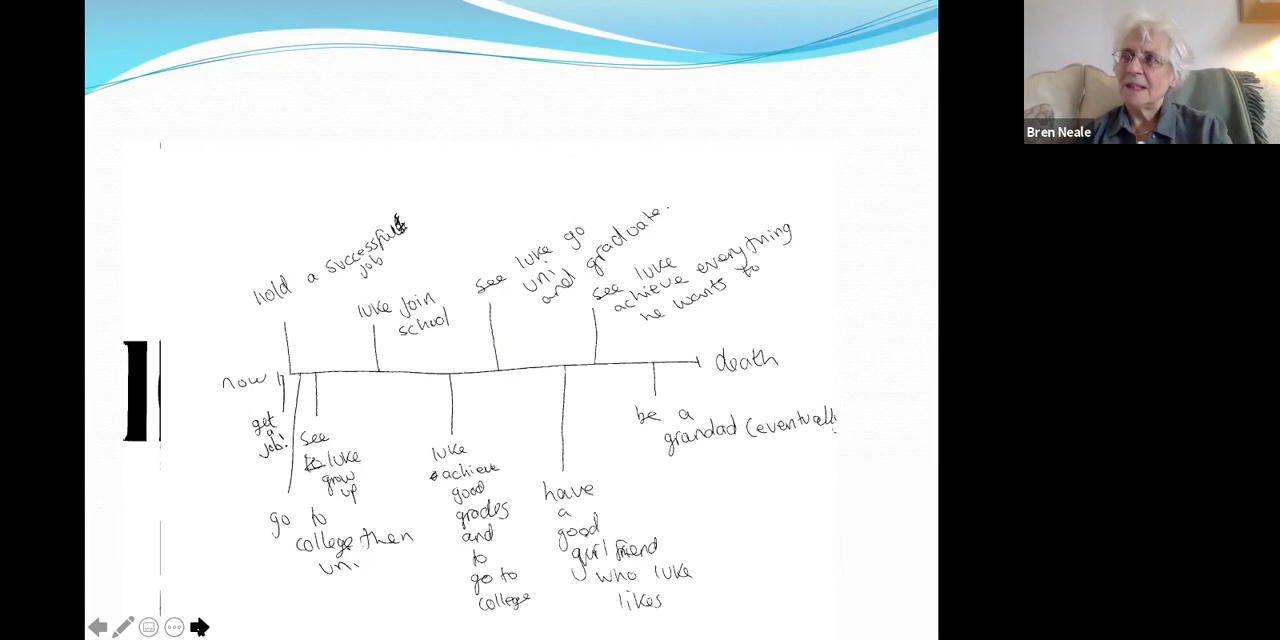 Bren Neale
hold a successful
job
luke join
school
see luke go
uni
and graduate.
see luke
achieve everything
he wants to
now
death
get
a
job!
see
luke
grow
up
go to
college then
uni
luke
achieve
good
grades
and
to
go to
college
have
a
good
girlfriend
who luke
likes
be a
grandad (eventually